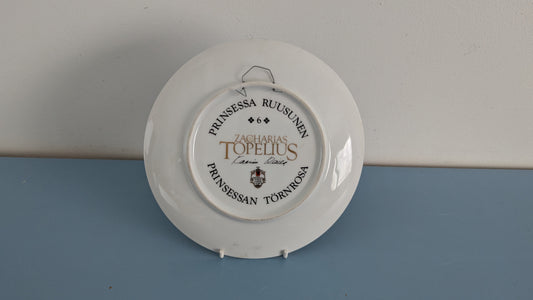 PRINSESSA RUUSUNEN
6
ZACHARIAS
TOPELIUS
PRINSESSAN TÖRNROSA